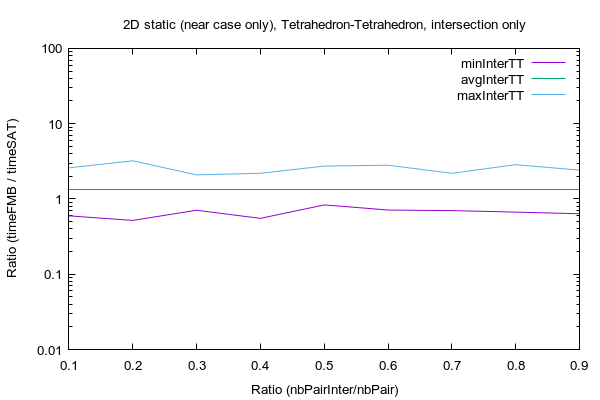 2D static (near case only), Tetrahedron-Tetrahedron, intersection only
100
10
1
0.1
0.01
Ratio (timeFMB / timeSAT)
minInterTT
avgInterTT
maxInterTT
0.1 0.2 0.3 0.4 0.5 0.6 0.7 0.8 0.9
Ratio (nbPairInter/nbPair)